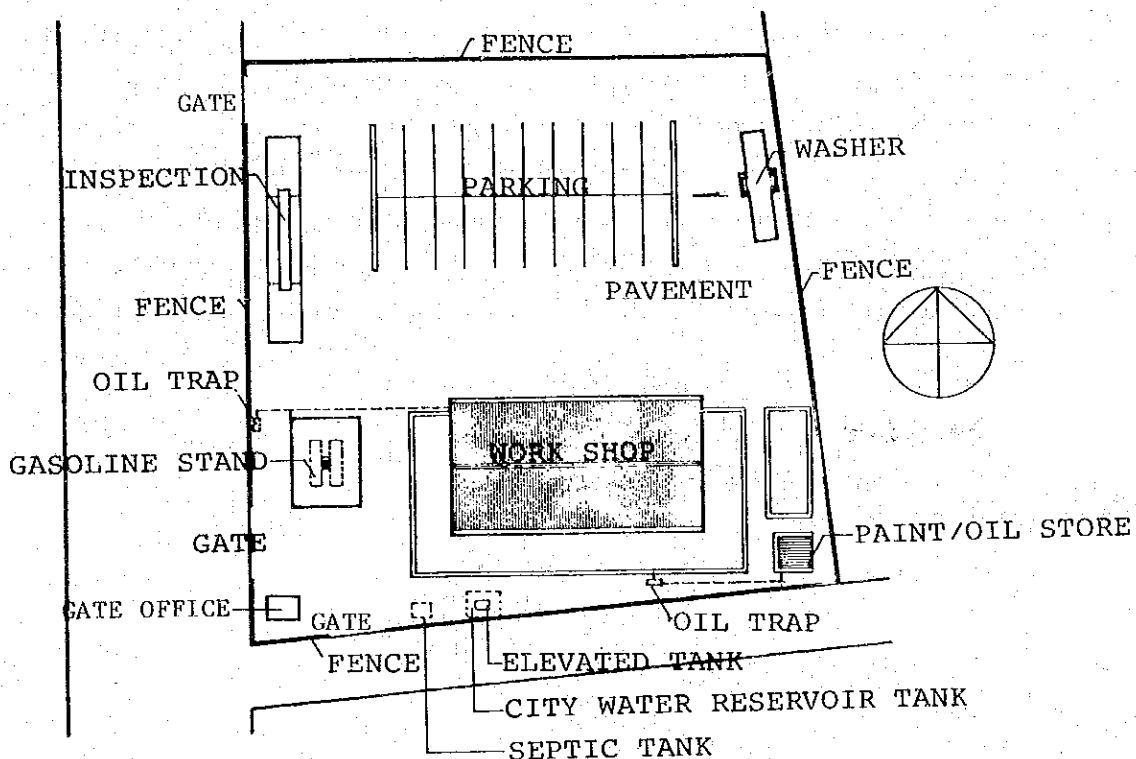 FENCE
GATE
WASHER
INSPECTION
PARKING
FENCE
PAVEMENT
FENCE
OIL TRAP
WORK SHOP
GASOLINE STAND
PAINT/OIL STORE
GATE
GATE OFFICE
GATE
OIL TRAP
FENCE
ELEVATED TANK
CITY WATER RESERVOIR TANK
SEPTIC TANK